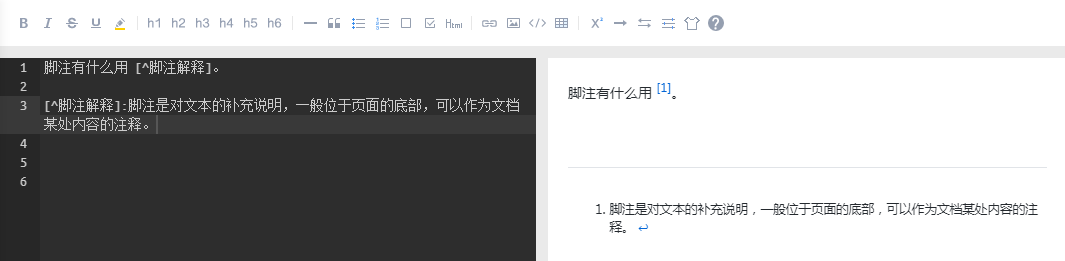 B I S U h1 h2 h3 h4 h5 h6 Html X² ?
1 脚注有什么用 [^脚注解释]。
2
3 [^脚注解释]:脚注是对文本的补充说明，一般位于页面的底部，可以作为文档
某处内容的注释。
4
5
6
脚注有什么用 [1]。
1. 脚注是对文本的补充说明，一般位于页面的底部，可以作为文档某处内容的注
释。 ↩